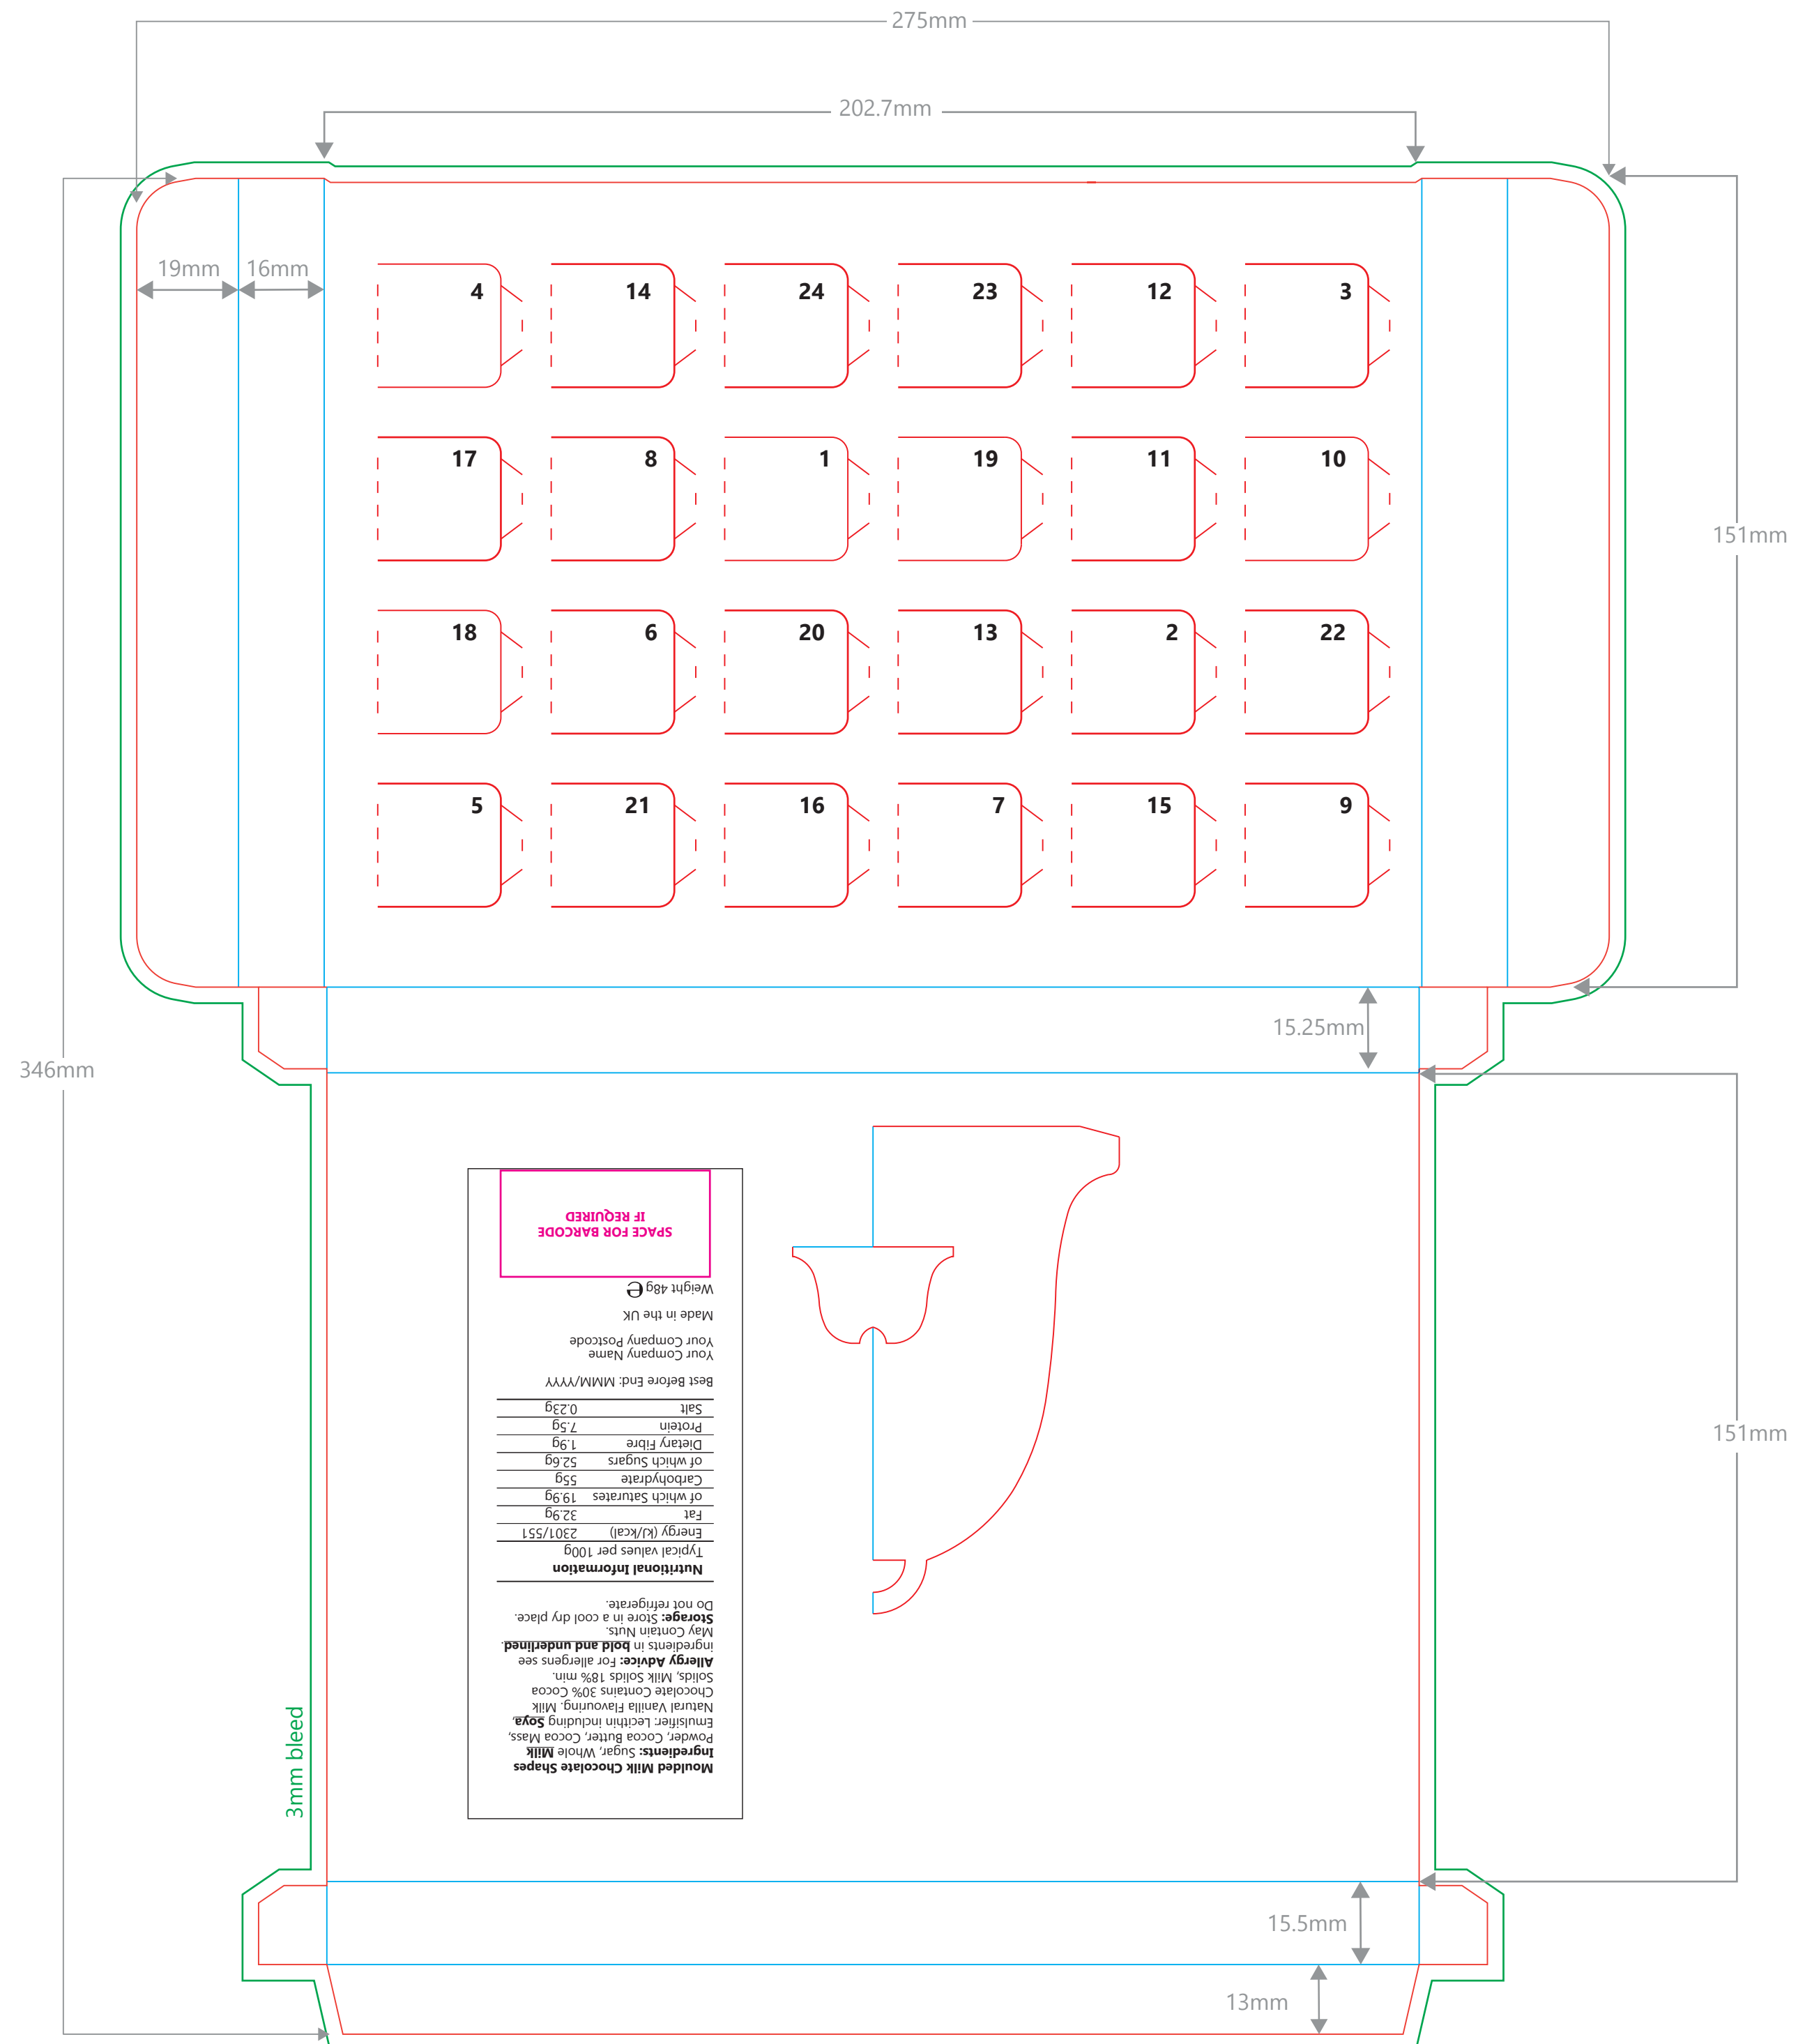 275mm
202.7mm
19mm 16mm
4 14 24 23 12 3
17 8 1 19 11 10
151mm
18 6 20 13 2 22
5 21 16 7 15 9
15.25mm
346mm
Moulded Milk Chocolate Shapes
Ingredients: Sugar, Whole Milk
Powder, Cocoa Butter, Cocoa Mass,
Emulsifier: Lecithin including Soya,
Natural Vanilla Flavouring. Milk
Chocolate Contains 30% Cocoa
Solids, Milk Solids 18% min.
Allergy Advice: For allergens see
ingredients in bold and underlined.
May Contain Nuts.
Storage: Store in a cool dry place.
Do not refrigerate.
Nutritional Information
Typical values per 100g
Energy (kJ/kcal) 2301/551
Fat 32.9g
of which Saturates 19.9g
Carbohydrate 55g
of which Sugars 52.6g
Dietary Fibre 1.9g
Protein 7.5g
Salt 0.23g
Best Before End: MMM/YYYY
Your Company Name
Your Company Postcode
Made in the UK
Weight 48g ℮
SPACE FOR BARCODE
IF REQUIRED
151mm
3mm bleed
15.5mm
13mm